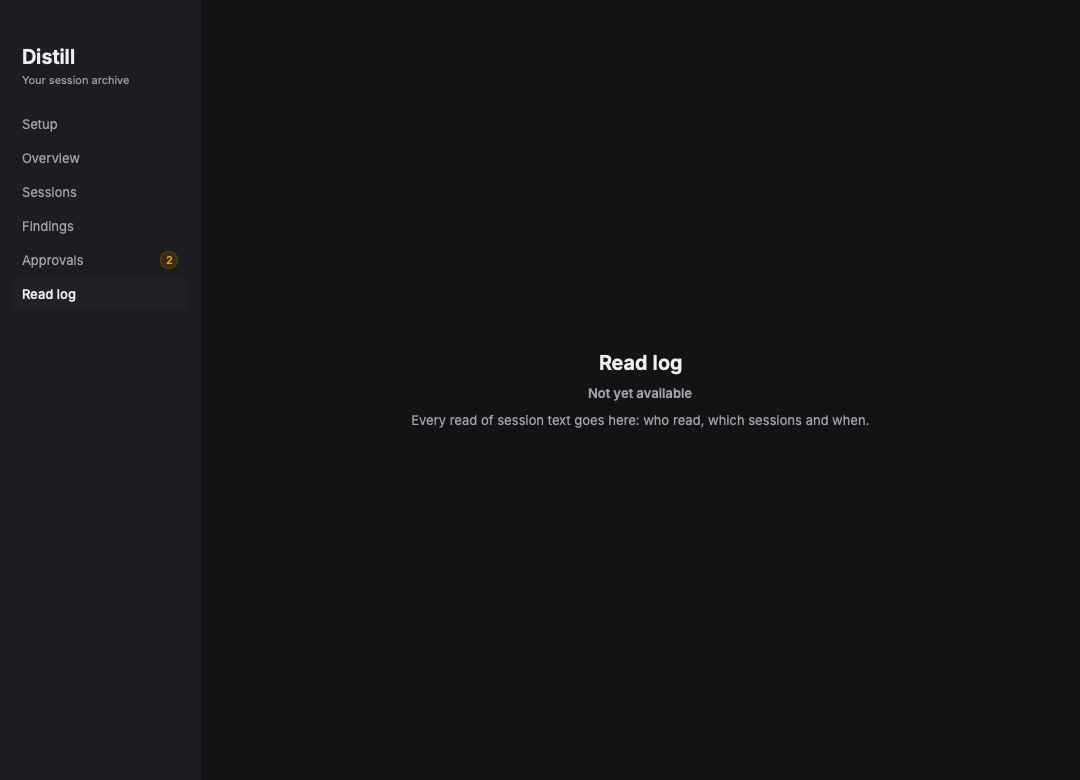 Distill
Your session archive
Setup
Overview
Sessions
Findings
Approvals 2
Read log
Read log
Not yet available
Every read of session text goes here: who read, which sessions and when.